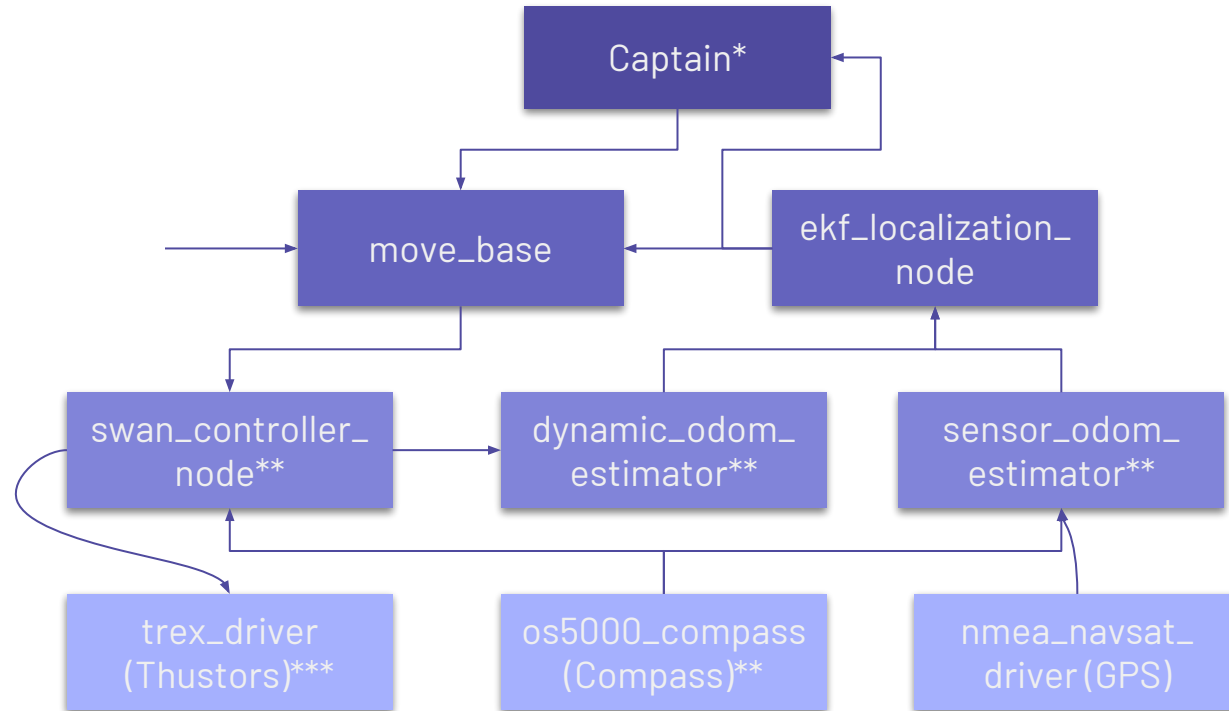 Captain*
move_base
ekf_localization_
node
swan_controller_
node**
dynamic_odom_
estimator**
sensor_odom_
estimator**
trex_driver
(Thustors)***
os5000_compass
(Compass)**
nmea_navsat_
driver (GPS)